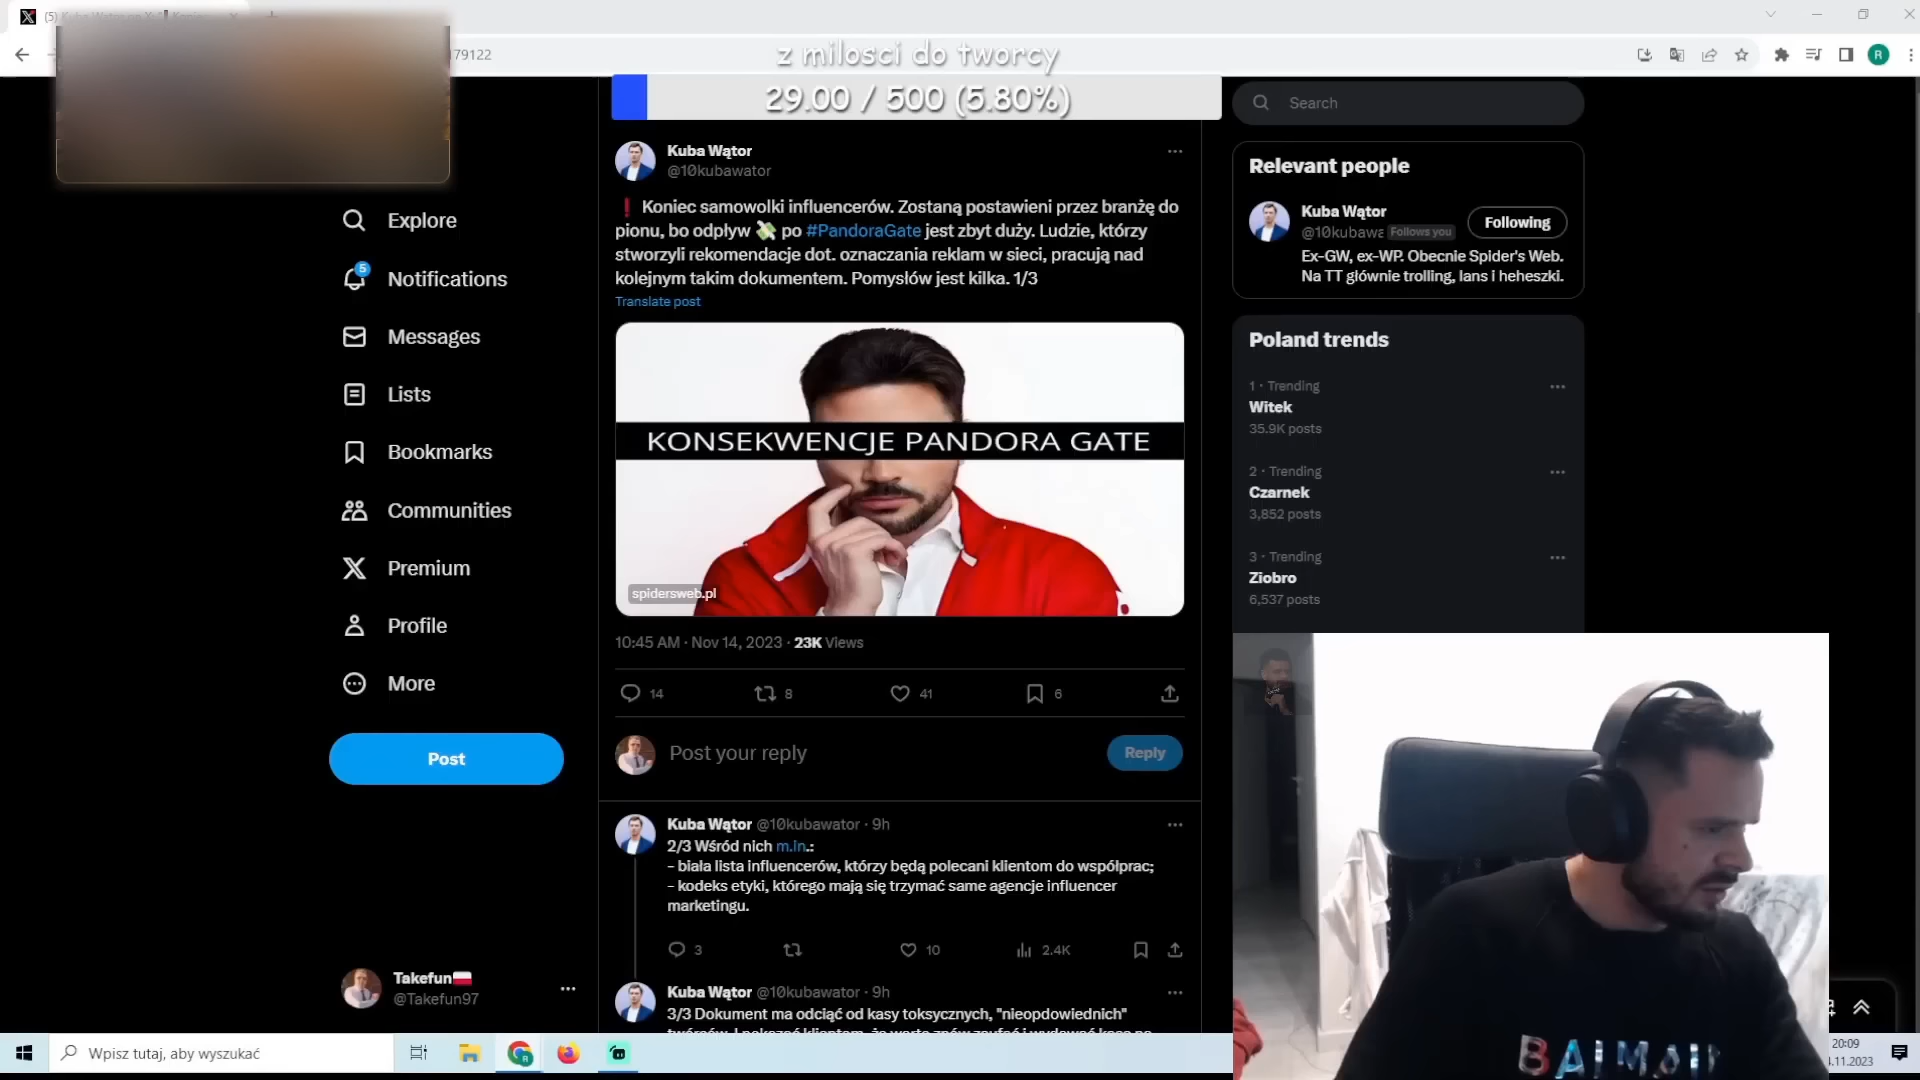 z milosci do tworcy
29.00 / 500 (5.80%)
179122
R
Search
Kuba Wątor
@10kubawator
❗ Koniec samowolki influencerów. Zostaną postawieni przez branżę do
pionu, bo odpływ 💸 po #PandoraGate jest zbyt duży. Ludzie, którzy
stworzyli rekomendacje dot. oznaczania reklam w sieci, pracują nad
kolejnym takim dokumentem. Pomysłów jest kilka. 1/3
Translate post
KONSEKWENCJE PANDORA GATE
spidersweb.pl
10:45 AM · Nov 14, 2023 · 23K Views
14
8
41
6
Post your reply
Reply
Kuba Wątor @10kubawator · 9h
2/3 Wśród nich m.in.:
- biała lista influencerów, którzy będą polecani klientom do współprac;
- kodeks etyki, którego mają się trzymać same agencje influencer
marketingu.
3
10
2.4K
Kuba Wątor @10kubawator · 9h
3/3 Dokument ma odciąć od kasy toksycznych, "nieodpowiednich"
Explore
5
Notifications
Messages
Lists
Bookmarks
Communities
Premium
Profile
More
Post
Takefun🇵🇱
@Takefun97
Relevant people
Kuba Wątor
@10kubawa Follows you
Following
Ex-GW, ex-WP. Obecnie Spider's Web.
Na TT głównie trolling, lans i heheszki.
Poland trends
1 · Trending
Witek
35.9K posts
2 · Trending
Czarnek
3,852 posts
3 · Trending
Ziobro
6,537 posts
Wpisz tutaj, aby wyszukać
20:09
.11.2023